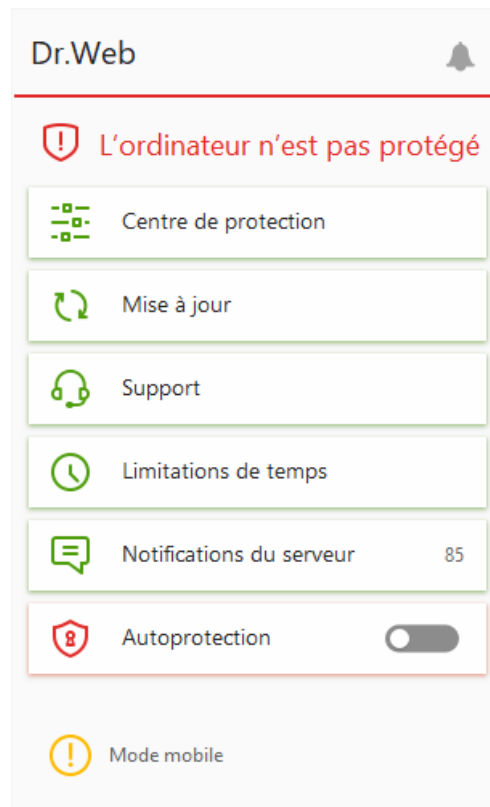 Dr.Web
L’ordinateur n’est pas protégé
Centre de protection
Mise à jour
Support
Limitations de temps
Notifications du serveur 85
Autoprotection
Mode mobile